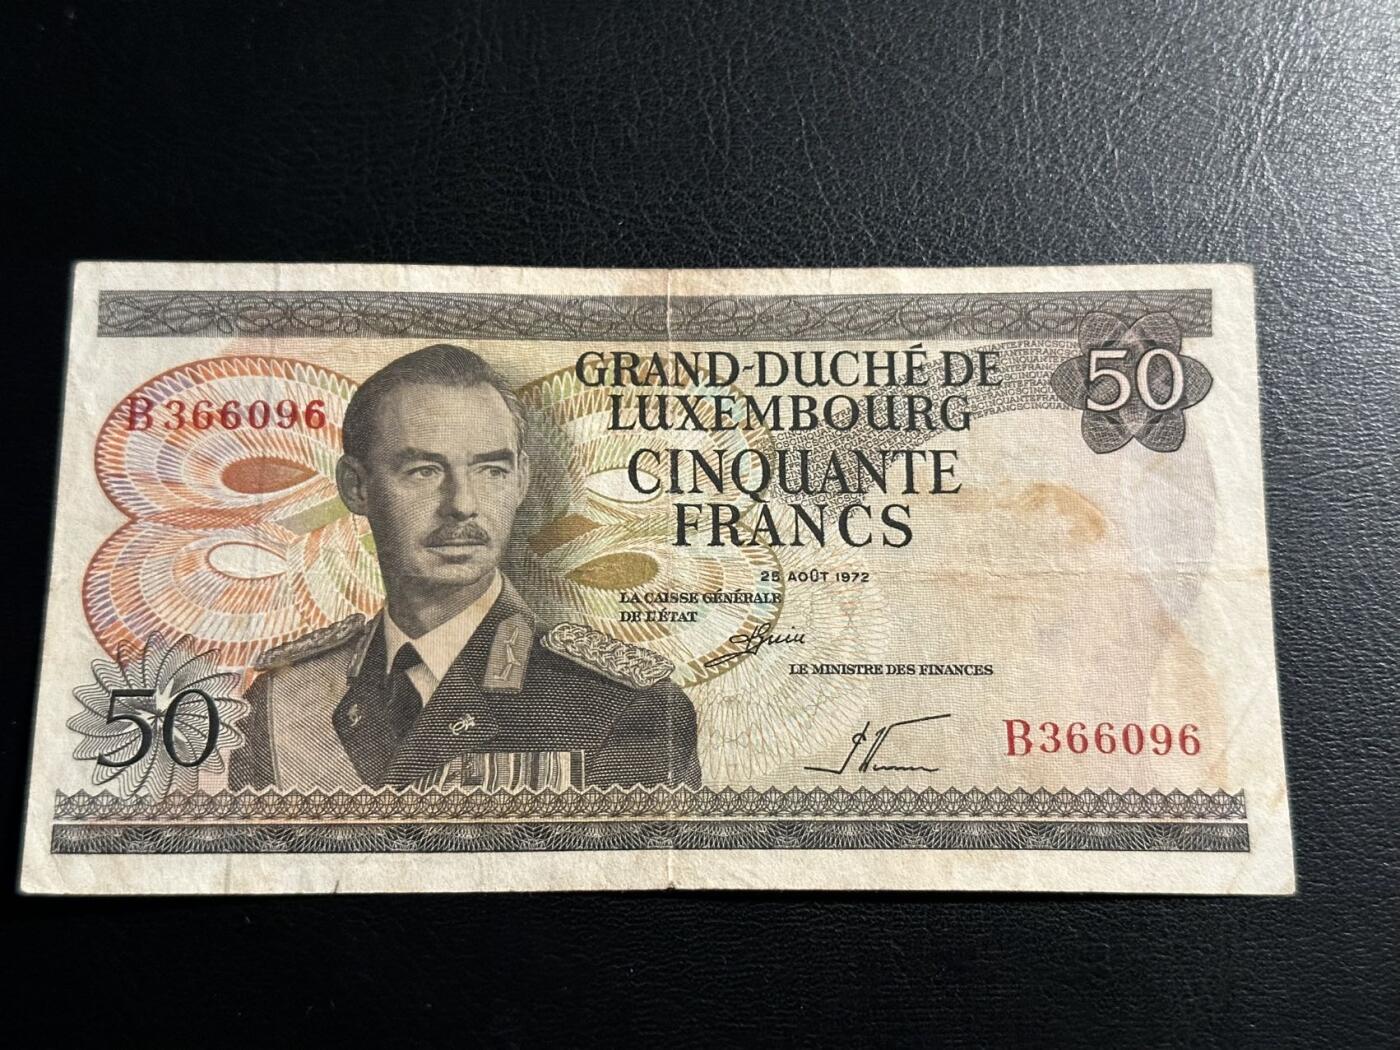 GRAND-DUCHÉ DE
LUXEMBOURG
50
B366096
CINQUANTE
FRANCS
25 AOÛT 1972
LA CAISSE GÉNÉRALE
DE L'ÉTAT
LE MINISTRE DES FINANCES
50
B366096